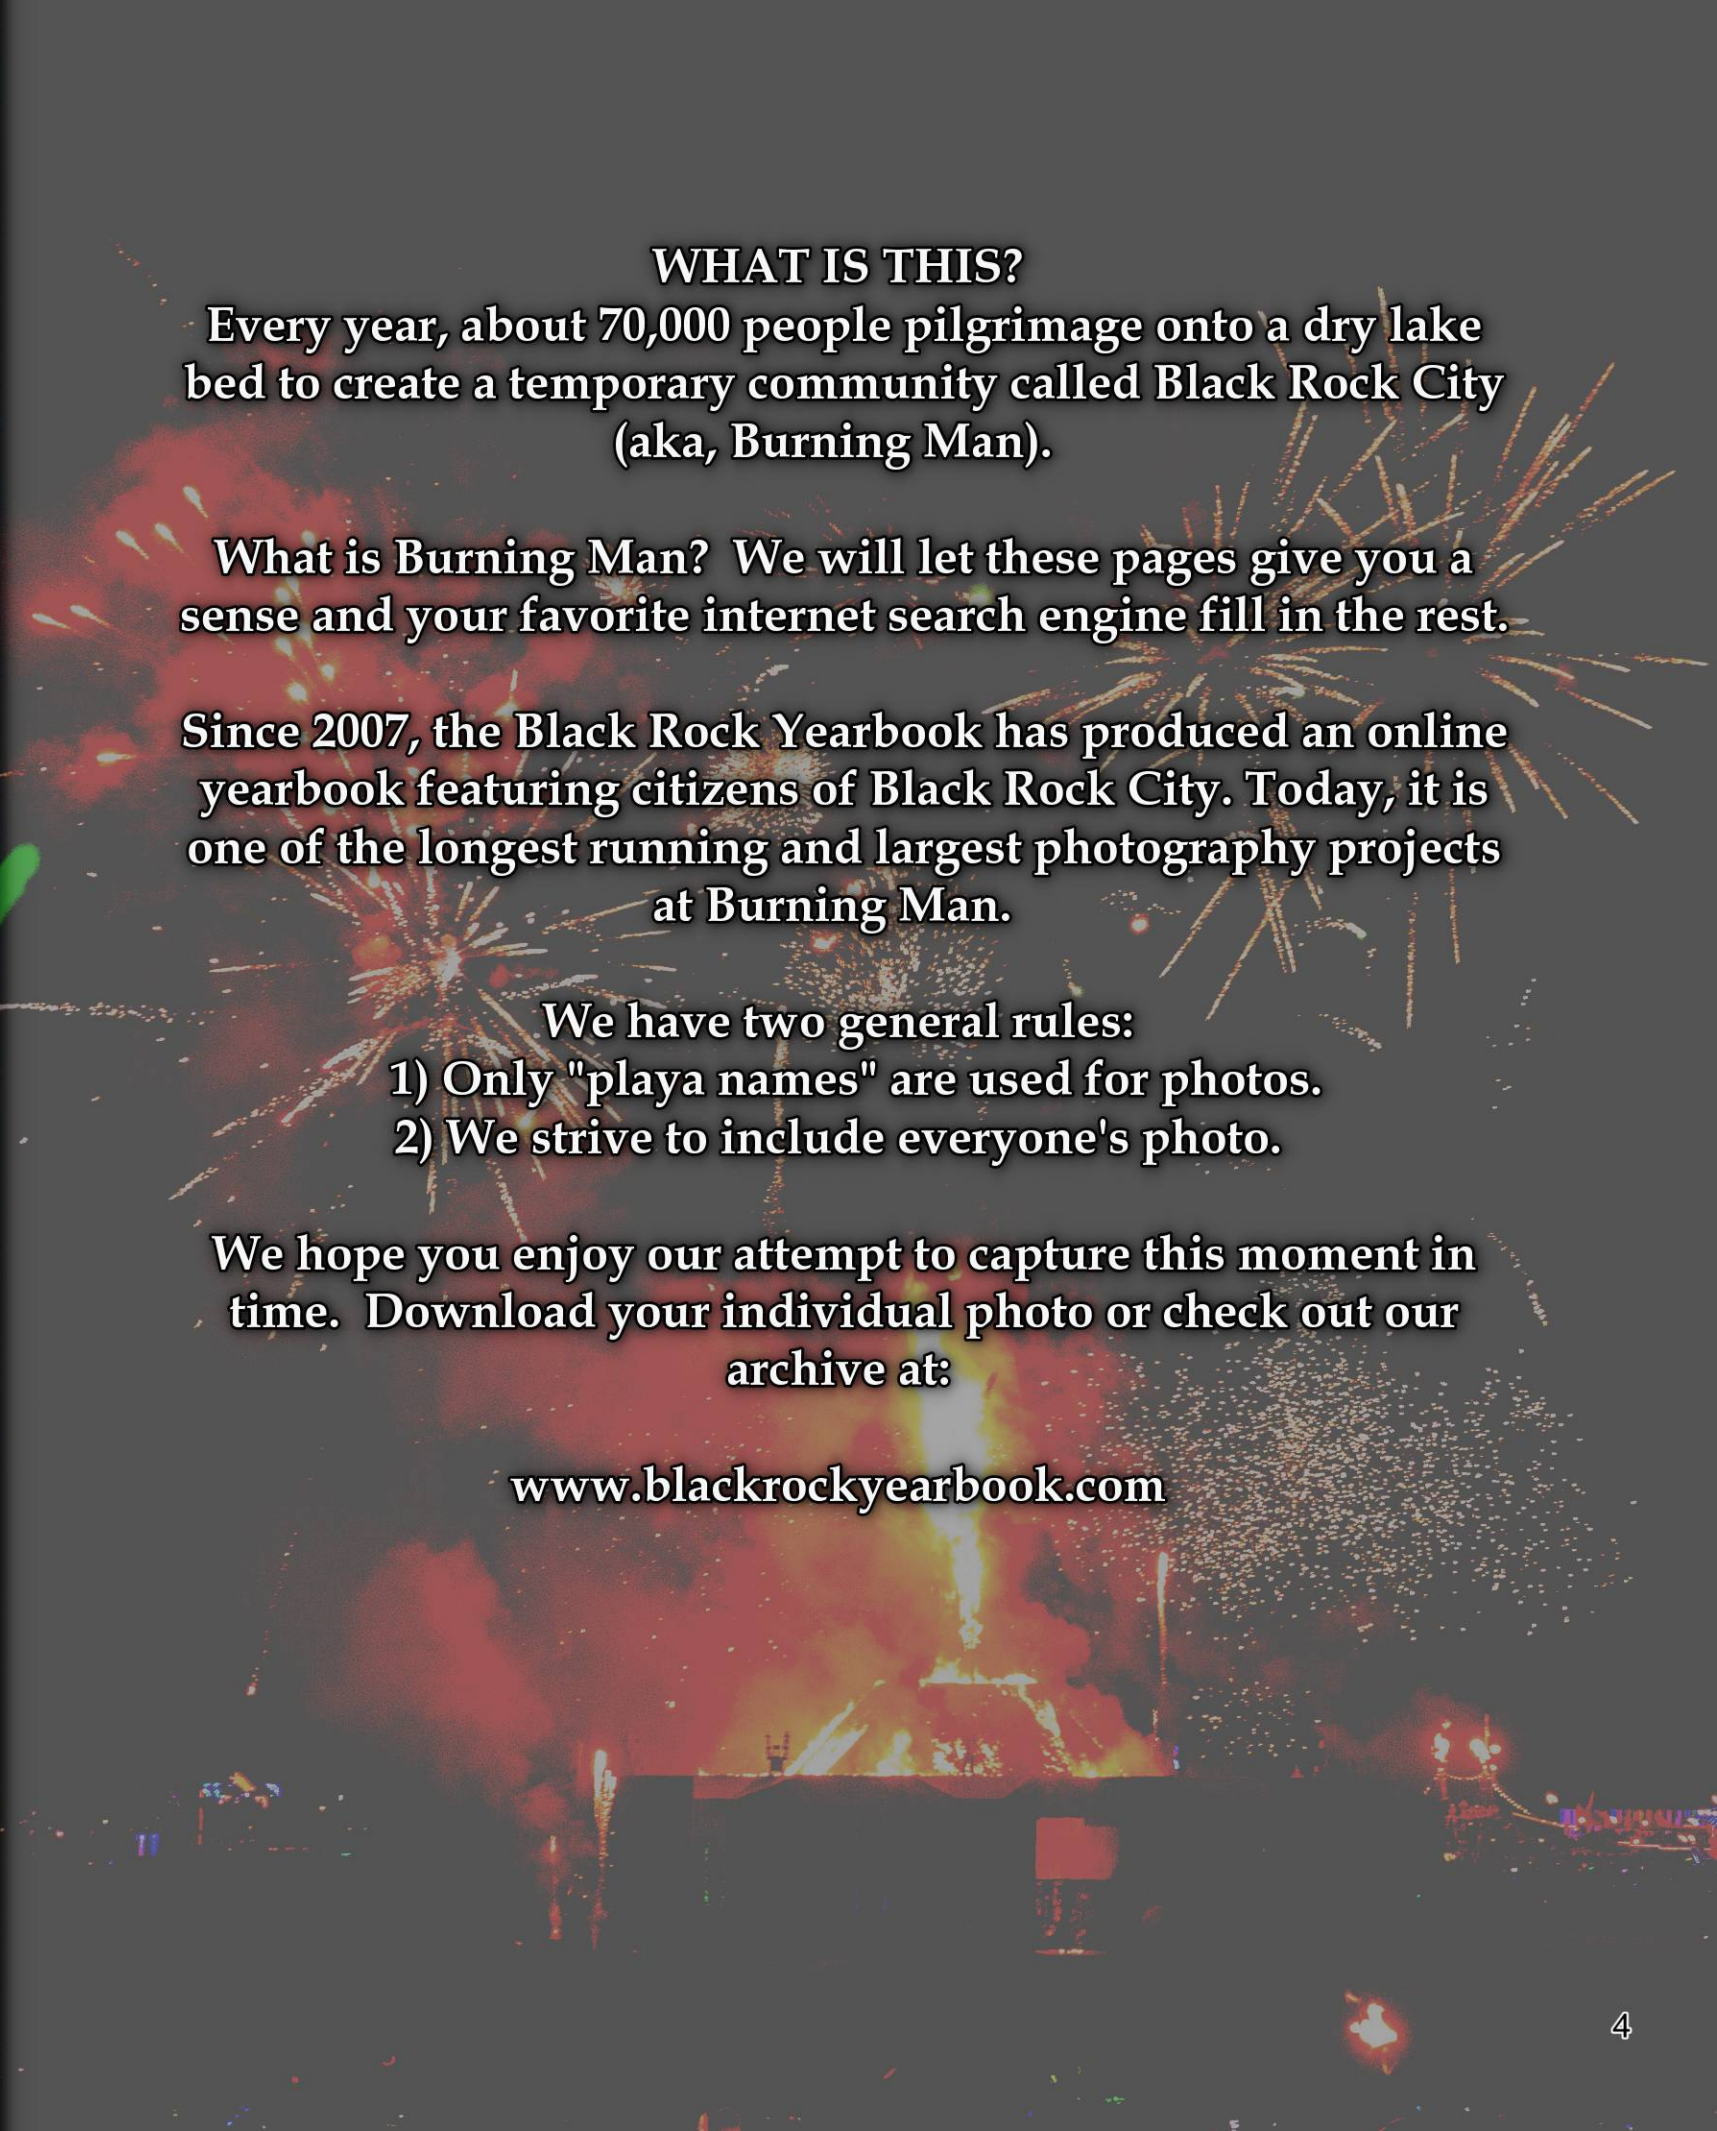 WHAT IS THIS?
Every year, about 70,000 people pilgrimage onto a dry lake
bed to create a temporary community called Black Rock City
(aka, Burning Man).
What is Burning Man?  We will let these pages give you a
sense and your favorite internet search engine fill in the rest.
Since 2007, the Black Rock Yearbook has produced an online
yearbook featuring citizens of Black Rock City. Today, it is
one of the longest running and largest photography projects
at Burning Man.
We have two general rules:
1) Only "playa names" are used for photos.
2) We strive to include everyone's photo.
We hope you enjoy our attempt to capture this moment in
time.  Download your individual photo or check out our
archive at:
www.blackrockyearbook.com
4